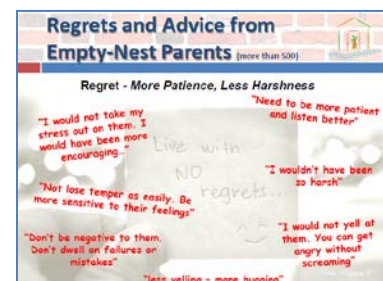 Regrets and Advice from
Empty-Nest Parents (more than 500)
Regret - More Patience, Less Harshness
"I would not take my
stress out on them. I
would have been more
encouraging..."
"Need to be more patient
and listen better"
Live with
NO
regrets..
"I wouldn't have been
so harsh"
"Not lose temper as easily. Be
more sensitive to their feelings"
"I would not yell at
them. You can get
angry without
screaming"
"Don't be negative to them.
Don't dwell on failures or
mistakes"
"less yelling - more hugging"